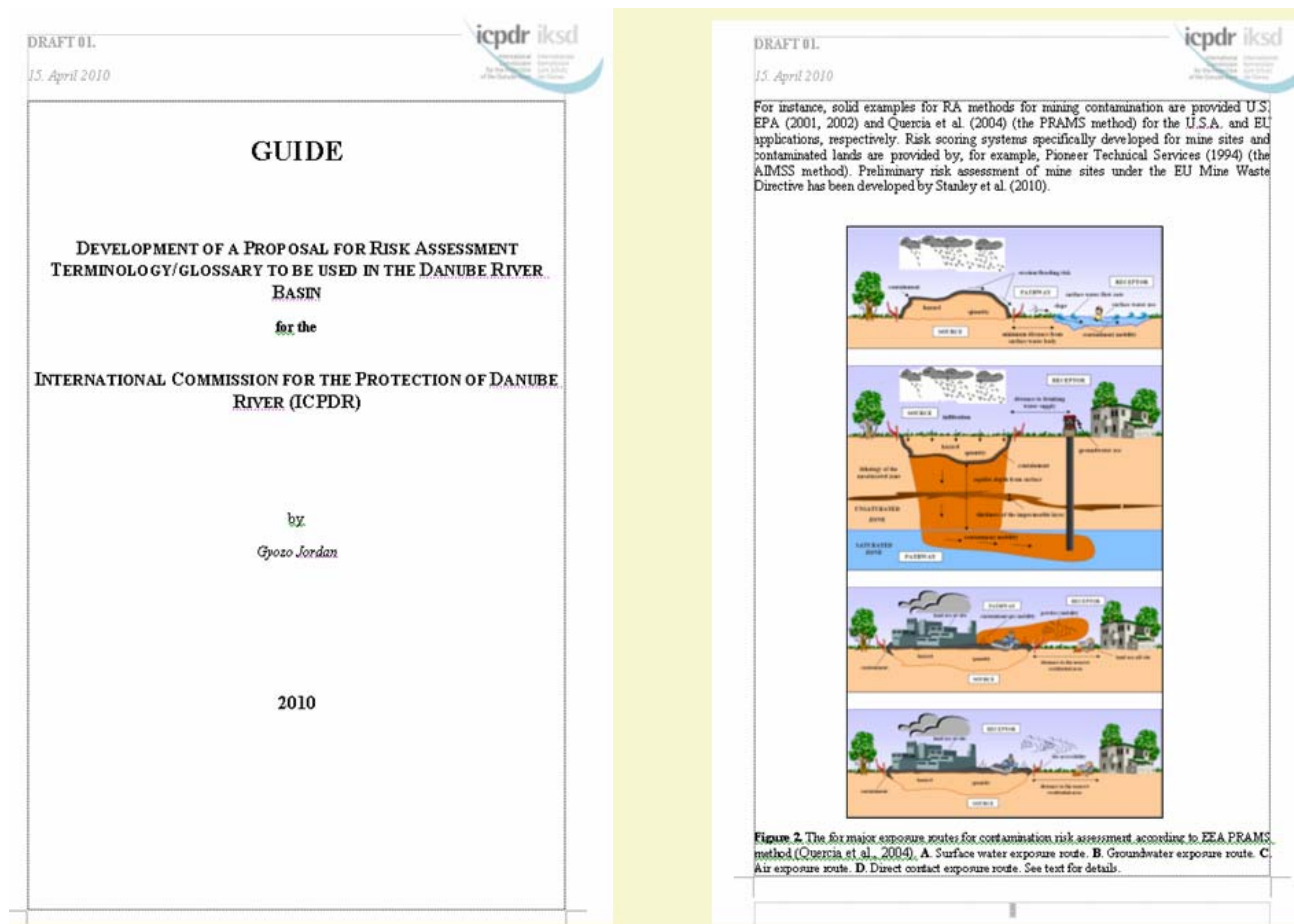 DRAFT 01.
icpdr iksd
15. April 2010
GUIDE
DEVELOPMENT OF A PROPOSAL FOR RISK ASSESSMENT
TERMINOLOGY/GLOSSARY TO BE USED IN THE DANUBE RIVER
BASIN
for the
INTERNATIONAL COMMISSION FOR THE PROTECTION OF DANUBE
RIVER (ICPDR)
by
Gyozo Jordan
2010
DRAFT 01.
icpdr iksd
15. April 2010
For instance, solid examples for RA methods for mining contamination are provided U.S.
EPA (2001, 2002) and Quercia et al. (2004) (the PRAMS method) for the U.S.A. and EU
applications, respectively. Risk scoring systems specifically developed for mine sites and
contaminated lands are provided by, for example, Pioneer Technical Services (1994) (the
AIMSS method). Preliminary risk assessment of mine sites under the EU Mine Waste
Directive has been developed by Stanley et al. (2010).
RECEPTOR
PATHWAY
SOURCE
RECEPTOR
SOURCE
infiltration
UNSATURATED
ZONE
SATURATED
ZONE
PATHWAY
PATHWAY
RECEPTOR
SOURCE
RECEPTOR
SOURCE
Figure 2. The for major exposure routes for contamination risk assessment according to EEA PRAMS
method (Quercia et al., 2004). A. Surface water exposure route. B. Groundwater exposure route. C.
Air exposure route. D. Direct contact exposure route. See text for details.